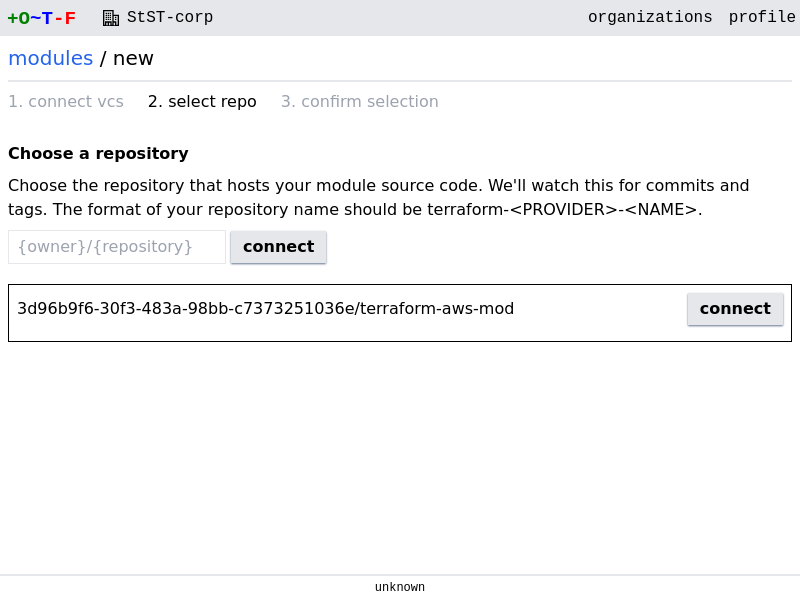 +O~T-F StST-corp organizations profile
modules / new
1. connect vcs 2. select repo 3. confirm selection
Choose a repository
Choose the repository that hosts your module source code. We'll watch this for commits and
tags. The format of your repository name should be terraform-<PROVIDER>-<NAME>.
{owner}/{repository} connect
3d96b9f6-30f3-483a-98bb-c7373251036e/terraform-aws-mod connect
unknown